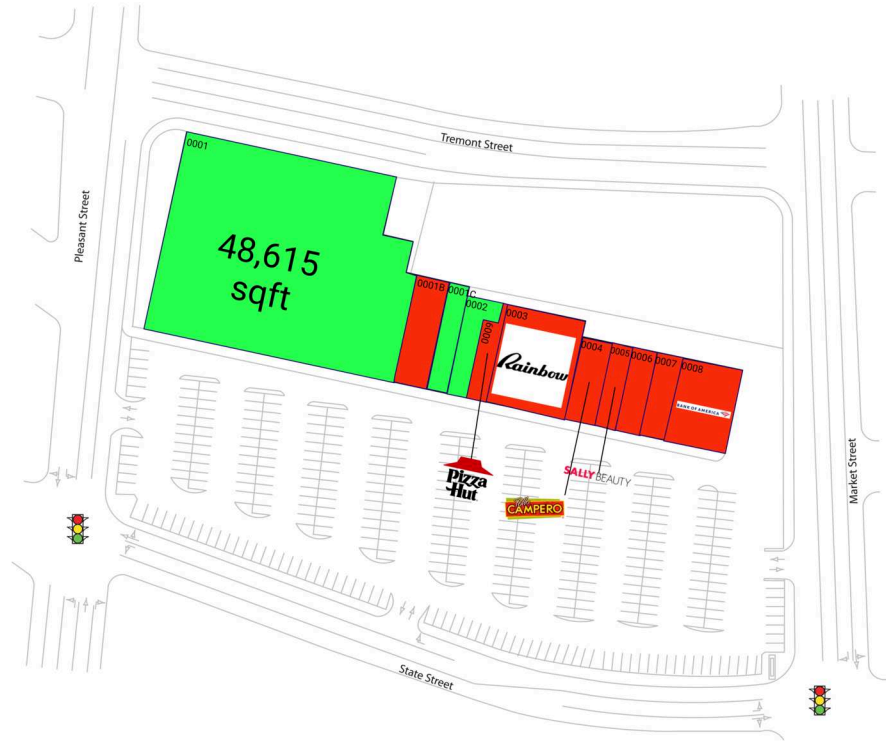 Tremont Street
Pleasant Street
0001
48,615
sqft
0001B
0001C
0002
0009
0003
Rainbow
0004
0005
0006
0007
0008
BANK OF AMERICA
Pizza
Hut
SALLY BEAUTY
CAMPERO
Market Street
State Street